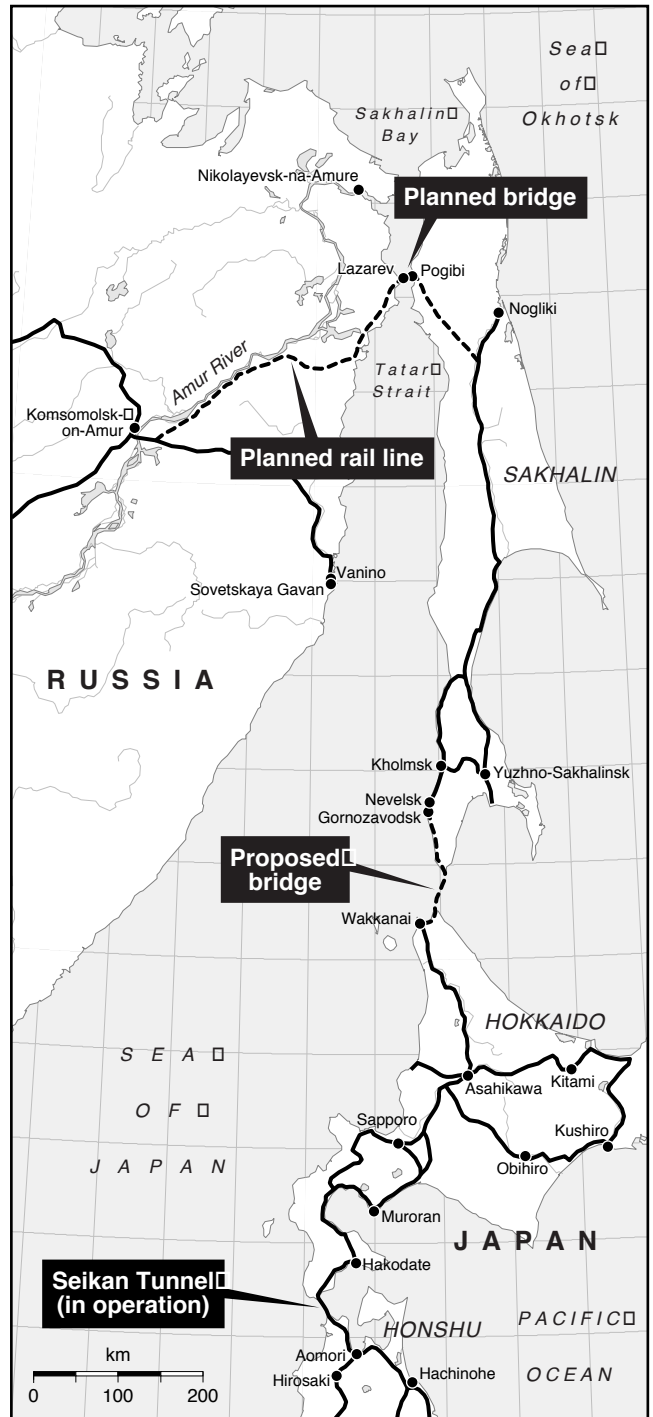 Sea
of
Okhotsk
Sakhalin
Bay
Nikolayevsk-na-Amure
Planned bridge
Lazarev
Pogibi
Nogliki
Amur River
Tatar
Strait
Komsomolsk-
on-Amur
Planned rail line
SAKHALIN
Vanino
Sovetskaya Gavan
RUSSIA
Kholmsk
Yuzhno-Sakhalinsk
Nevelsk
Gornozavodsk
Proposed
bridge
Wakkanai
HOKKAIDO
SEA
OF
JAPAN
Asahikawa
Kitami
Sapporo
Kushiro
Obihiro
Muroran
JAPAN
Hakodate
Seikan Tunnel
(in operation)
HONSHU
PACIFIC
OCEAN
Aomori
Hirosaki
Hachinohe
km
0 100 200